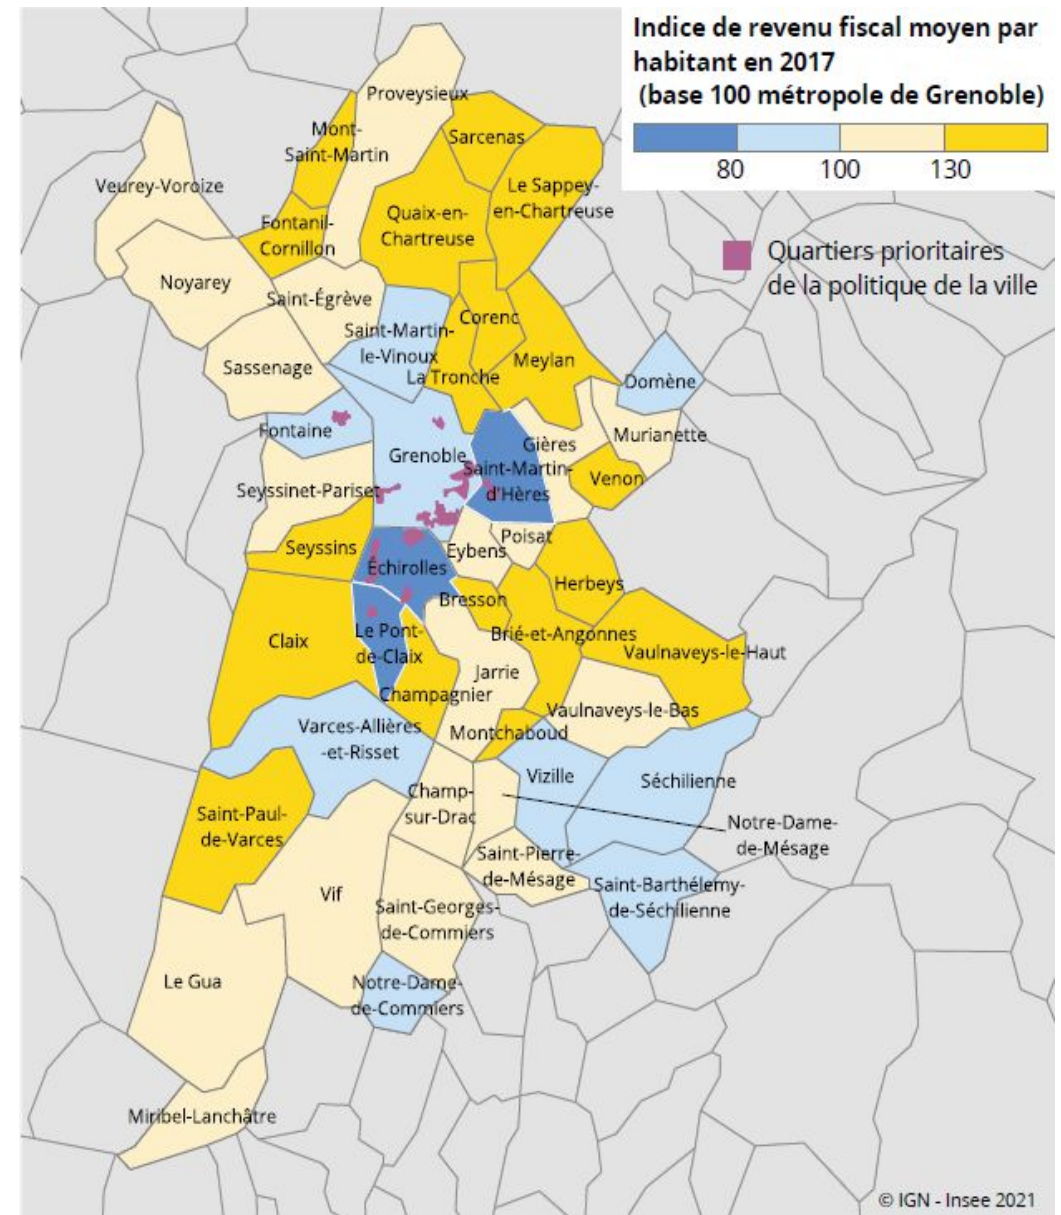 Indice de revenu fiscal moyen par
habitant en 2017
(base 100 métropole de Grenoble)
80 100 130
Quartiers prioritaires
de la politique de la ville
Proveysieux
Mont-
Saint-Martin
Sarcenas
Veurey-Voroize
Le Sappey-
en-Chartreuse
Quaix-en-
Chartreuse
Fontanil-
Cornillon
Noyarey
Saint-Égrève
Corenc
Saint-Martin-
le-Vinoux
Meylan
Sassenage
La Tronche
Domène
Fontaine
Murianette
Gières
Grenoble
Saint-Martin-
d'Hères
Venon
Seyssinet-Pariset
Poisat
Seyssins
Eybens
Échirolles
Herbeys
Bresson
Claix
Le Pont-
de-Claix
Brié-et-Angonnes
Vaulnaveys-le-Haut
Jarrie
Champagnier
Vaulnaveys-le-Bas
Varces-Allières
-et-Risset
Montchaboud
Vizille
Séchilienne
Champ-
sur-Drac
Saint-Paul-
de-Varces
Notre-Dame-
de-Mésage
Saint-Pierre-
de-Mésage
Saint-Barthélemy-
de-Séchilienne
Vif
Saint-Georges-
de-Commiers
Le Gua
Notre-Dame-
de-Commiers
Miribel-Lanchâtre
© IGN - Insee 2021